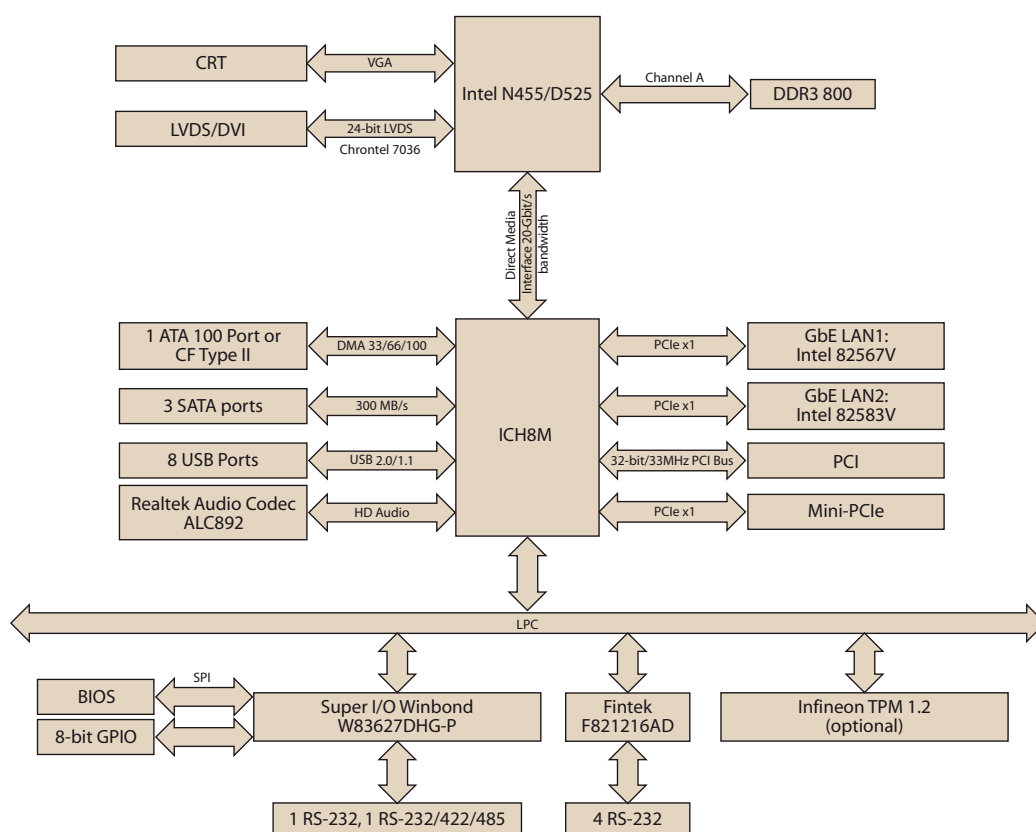 CRT
VGA
Intel N455/D525
Channel A
DDR3 800
LVDS/DVI
24-bit LVDS
Chrontel 7036
Direct Media
Interface 20-Gbit/s
bandwidth
1 ATA 100 Port or
CF Type II
DMA 33/66/100
ICH8M
PCIe x1
GbE LAN1:
Intel 82567V
3 SATA ports
300 MB/s
PCIe x1
GbE LAN2:
Intel 82583V
8 USB Ports
USB 2.0/1.1
32-bit/33MHz PCI Bus
PCI
Realtek Audio Codec
ALC892
HD Audio
PCIe x1
Mini-PCIe
LPC
BIOS
SPI
8-bit GPIO
Super I/O Winbond
W83627DHG-P
Fintek
F821216AD
Infineon TPM 1.2
(optional)
1 RS-232, 1 RS-232/422/485
4 RS-232